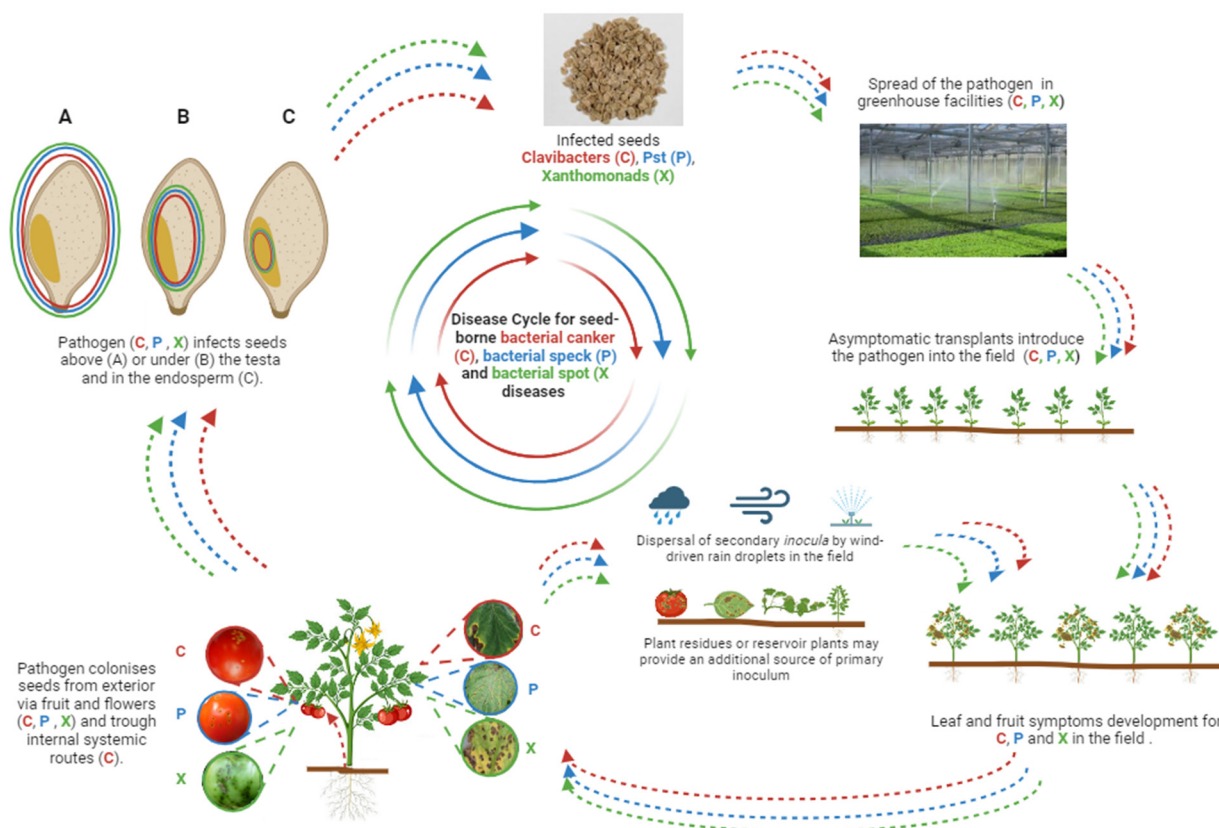 A
B
C
Pathogen (C, P , X) infects seeds
above (A) or under (B) the testa
and in the endosperm (C).
Infected seeds
Clavibacters (C), Pst (P),
Xanthomonads (X)
Spread of the pathogen in
greenhouse facilities (C, P, X)
Asymptomatic transplants introduce
the pathogen into the field (C, P, X)
Disease Cycle for seed-
borne bacterial canker
(C), bacterial speck (P)
and bacterial spot (X
diseases
Dispersal of secondary inocula by wind-
driven rain droplets in the field
Plant residues or reservoir plants may
provide an additional source of primary
inoculum
Leaf and fruit symptoms development for
C, P and X in the field .
C
P
X
C
P
X
Pathogen colonises
seeds from exterior
via fruit and flowers
(C, P , X) and trough
internal systemic
routes (C).